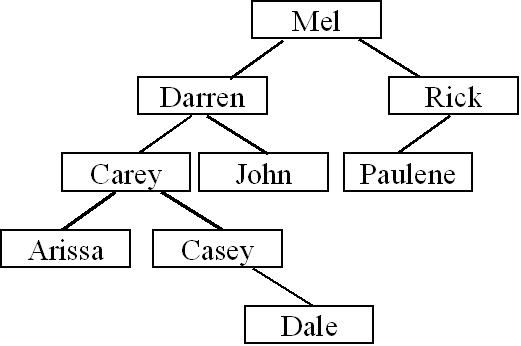 Mel
Darren
Rick
Carey
John
Paulene
Arissa
Casey
Dale